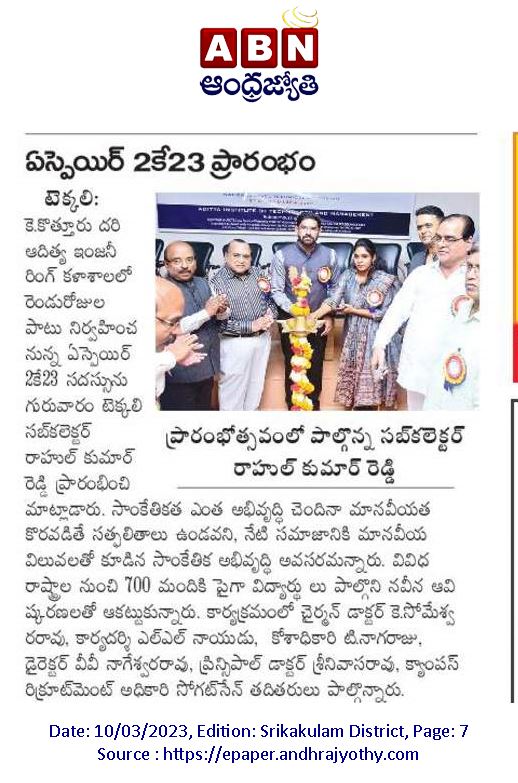 ABN
ఆంధ్రజ్యోతి
ఏస్పెయిర్ 2కే23 ప్రారంభం
టెక్కలి:
కె.కొత్తూరు దరి
ఆదిత్య ఇంజనీ
రింగ్ కళాశాలలో
రెండురోజుల
పాటు నిర్వహించ
నున్న ఏస్పెయిర్
2కే23 సదస్సును
గురువారం టెక్కలి
సబ్‌కలెక్టర్
రాహుల్ కుమార్
రెడ్డి ప్రారంభించి
ADITYA INSTITUTE OF TECHNOLOGY AND MANAGEMENT
ప్రారంభోత్సవంలో పాల్గొన్న సబ్‌కలెక్టర్
రాహుల్ కుమార్ రెడ్డి
మాట్లాడారు. సాంకేతికత ఎంత అభివృద్ధి చెందినా మానవీయత
కొరవడితే సత్ఫలితాలు ఉండవని, నేటి సమాజానికి మానవీయ
విలువలతో కూడిన సాంకేతిక అభివృద్ధి అవసరమన్నారు. వివిధ
రాష్ట్రాల నుంచి 700 మందికి పైగా విద్యార్థు లు పాల్గొని నవీన ఆవి
ష్కరణలతో ఆకట్టుకున్నారు. కార్యక్రమంలో చైర్మన్ డాక్టర్ కె.సోమేశ్వ
రరావు, కార్యదర్శి ఎల్ఎల్ నాయుడు, కోశాధికారి టి.నాగరాజు,
డైరెక్టర్ వీవీ నాగేశ్వరరావు, ప్రిన్సిపాల్ డాక్టర్ శ్రీనివాసరావు, క్యాంపస్
రిక్రూట్‌మెంట్ అధికారి సోగట్‌సేన్ తదితరులు పాల్గొన్నారు.
Date: 10/03/2023, Edition: Srikakulam District, Page: 7
Source : https://epaper.andhrajyothy.com